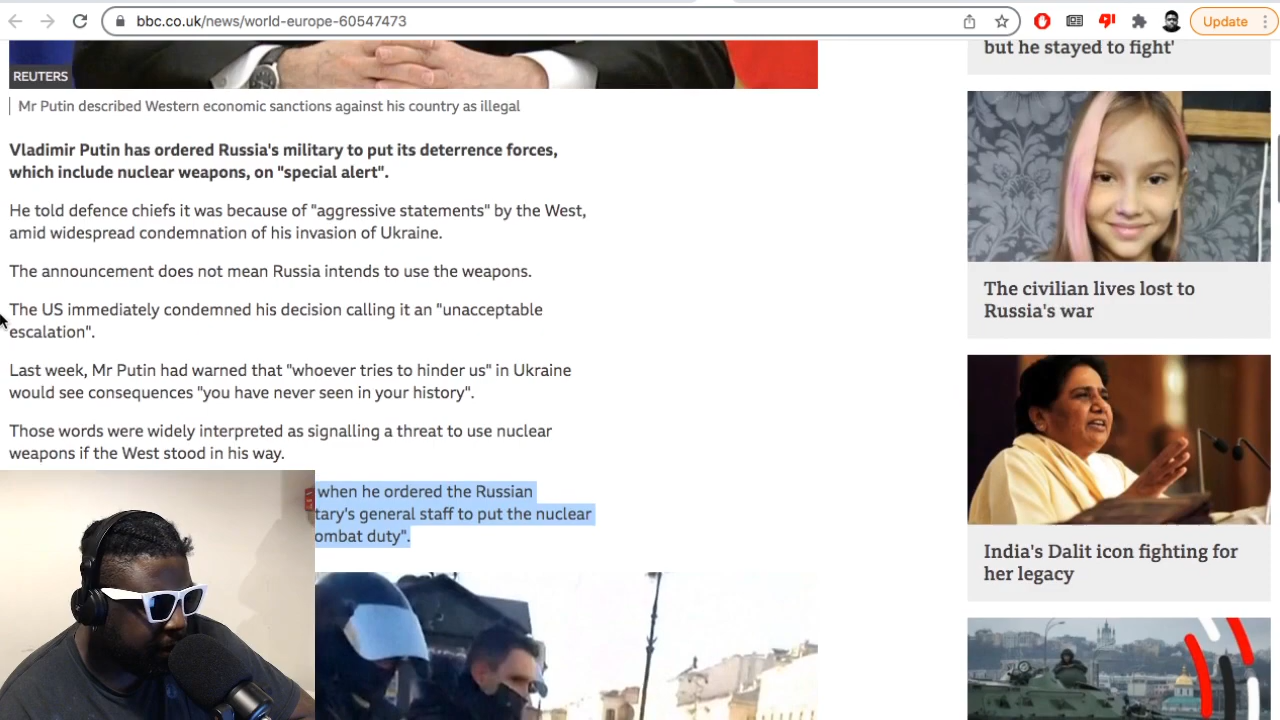 bbc.co.uk/news/world-europe-60547473
Update
REUTERS
Mr Putin described Western economic sanctions against his country as illegal
Vladimir Putin has ordered Russia's military to put its deterrence forces,
which include nuclear weapons, on "special alert".
He told defence chiefs it was because of "aggressive statements" by the West,
amid widespread condemnation of his invasion of Ukraine.
The announcement does not mean Russia intends to use the weapons.
The US immediately condemned his decision calling it an "unacceptable
escalation".
Last week, Mr Putin had warned that "whoever tries to hinder us" in Ukraine
would see consequences "you have never seen in your history".
Those words were widely interpreted as signalling a threat to use nuclear
weapons if the West stood in his way.
when he ordered the Russian
tary's general staff to put the nuclear
ombat duty".
but he stayed to fight'
The civilian lives lost to
Russia's war
India's Dalit icon fighting for
her legacy